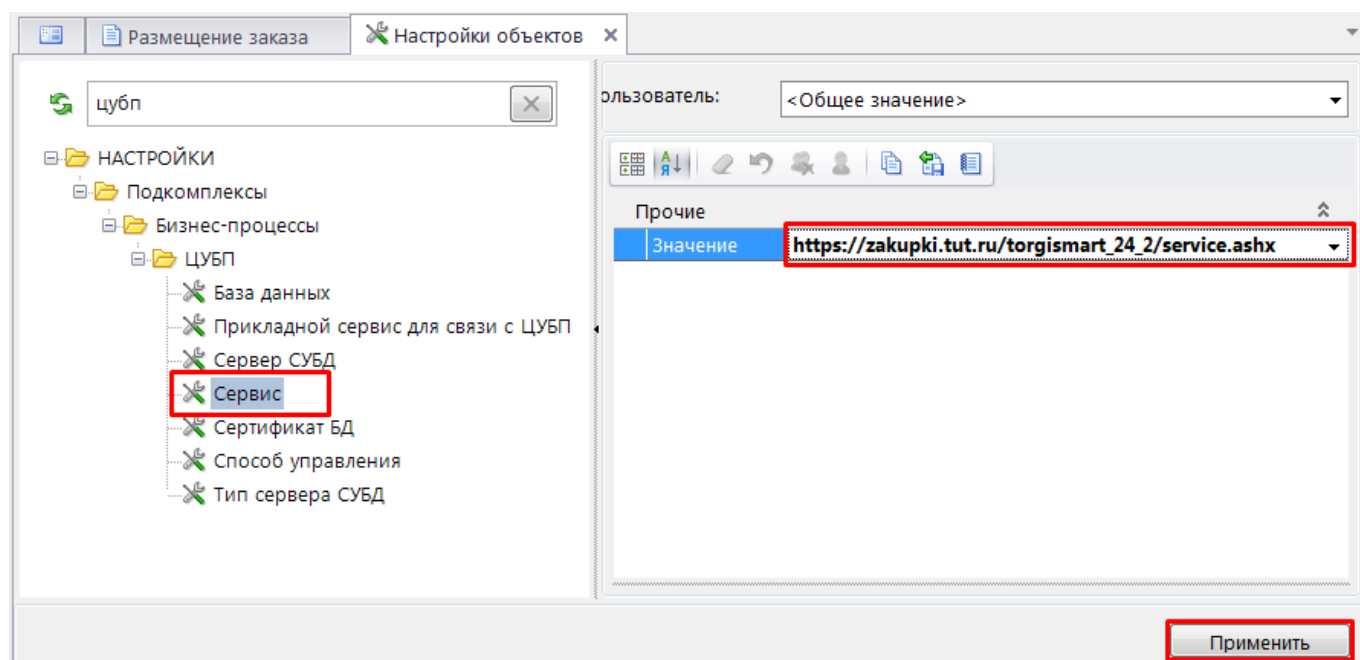 Размещение заказа
Настройки объектов
цубп
НАСТРОЙКИ
Подкомплексы
Бизнес-процессы
ЦУБП
База данных
Прикладной сервис для связи с ЦУБП
Сервер СУБД
Сервис
Сертификат БД
Способ управления
Тип сервера СУБД
ользователь:
<Общее значение>
Прочие
Значение
https://zakupki.tut.ru/torgismart_24_2/service.ashx
Применить